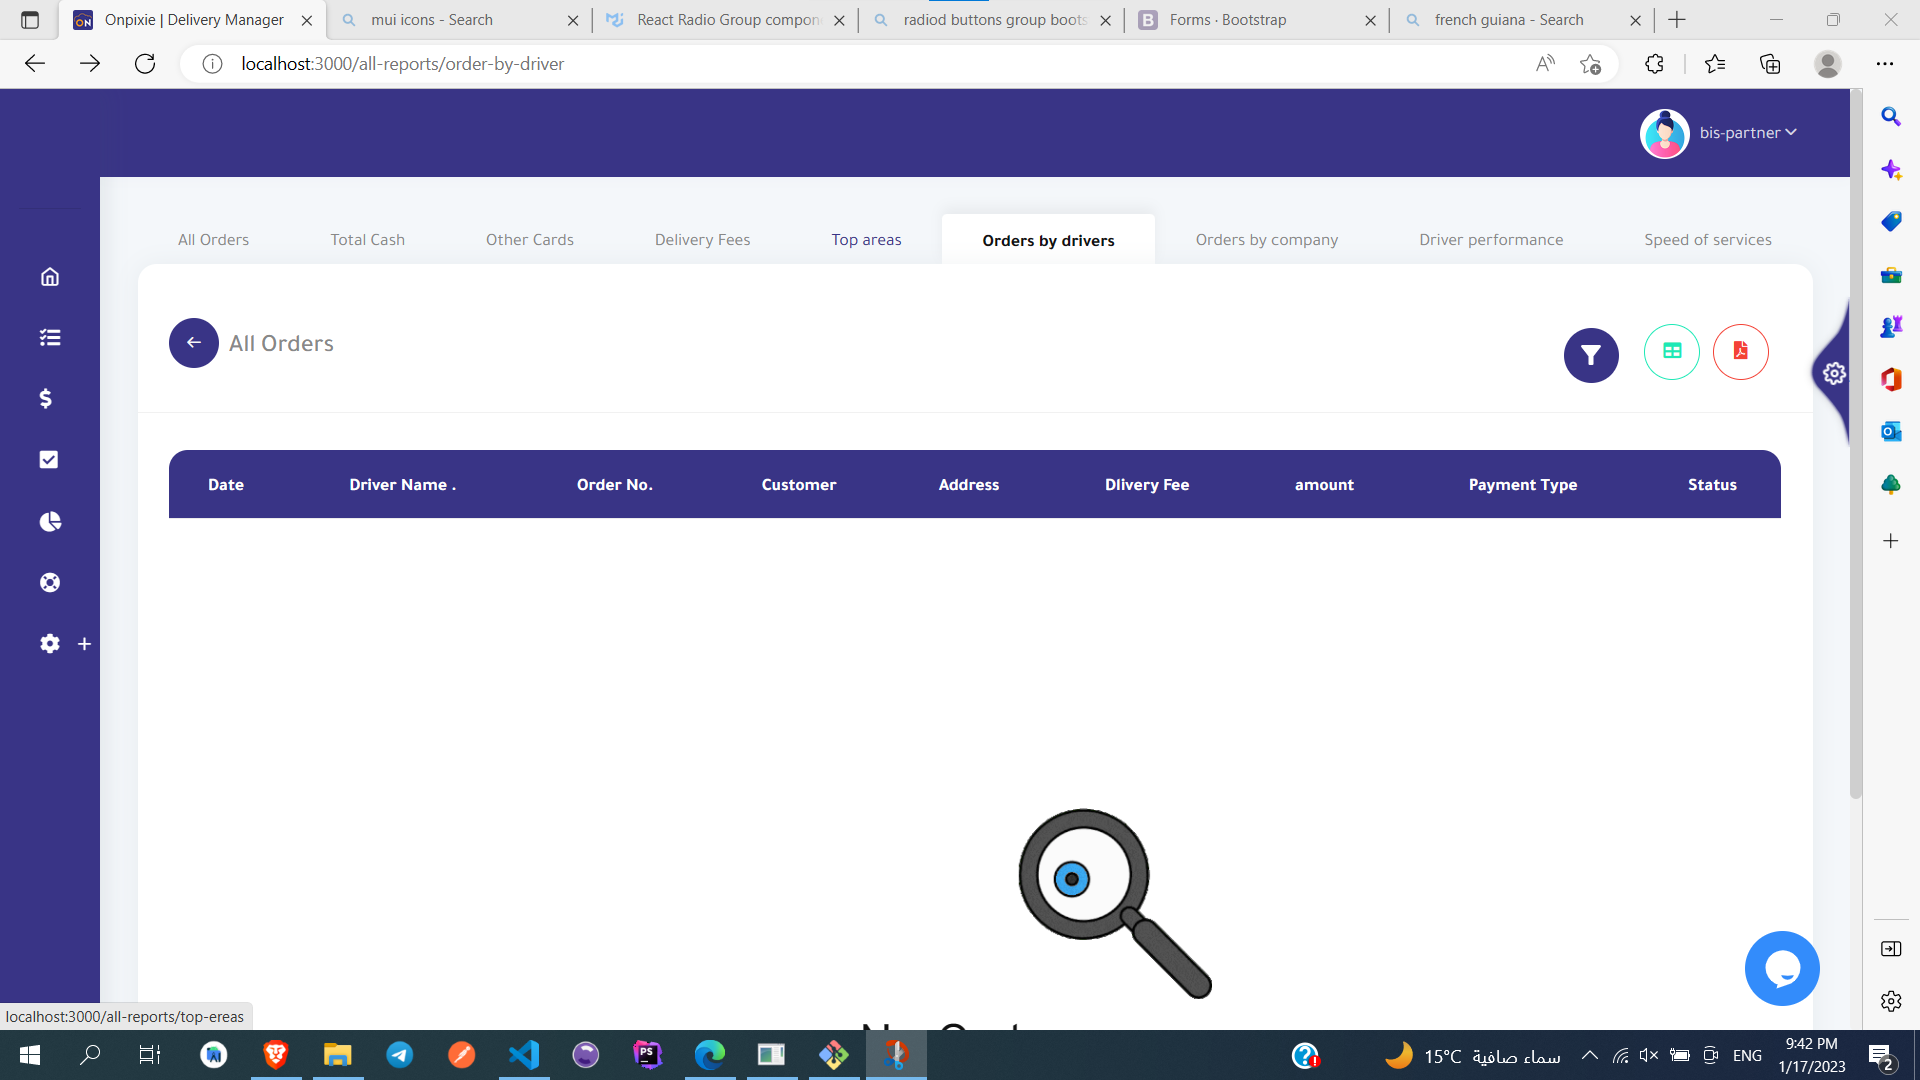 Onpixie | Delivery Manager
mui icons - Search
React Radio Group compon
radiod buttons group boots
B Forms · Bootstrap
french guiana - Search
localhost:3000/all-reports/order-by-driver
bis-partner
All Orders
Total Cash
Other Cards
Delivery Fees
Top areas
Orders by drivers
Orders by company
Driver performance
Speed of services
All Orders
Date
Driver Name .
Order No.
Customer
Address
Dlivery Fee
amount
Payment Type
Status
localhost:3000/all-reports/top-ereas
PS
15°C سماء صافية
ENG
9:42 PM
1/17/2023
2